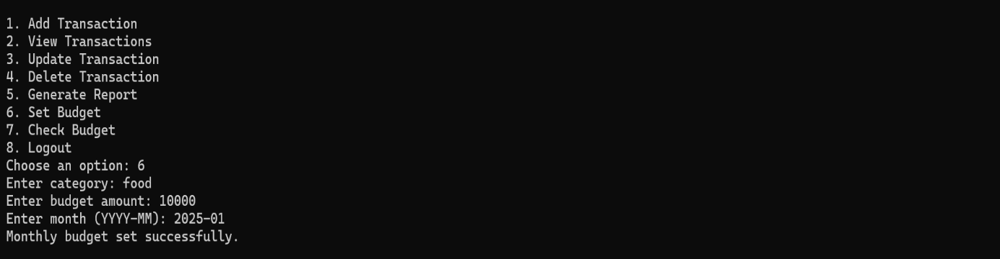 1. Add Transaction
2. View Transactions
3. Update Transaction
4. Delete Transaction
5. Generate Report
6. Set Budget
7. Check Budget
8. Logout
Choose an option: 6
Enter category: food
Enter budget amount: 10000
Enter month (YYYY-MM): 2025-01
Monthly budget set successfully.